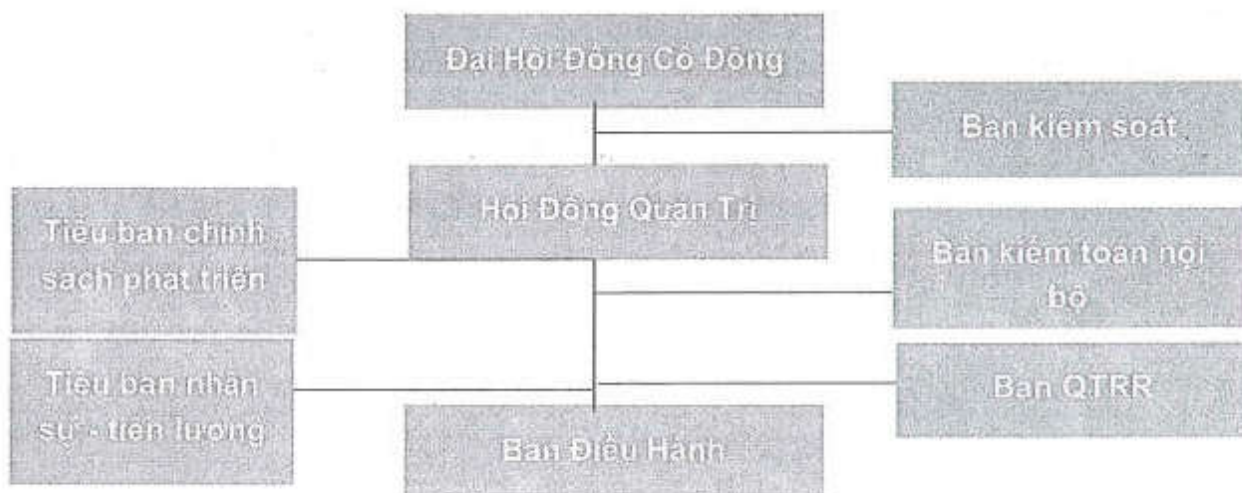 Đại Hội Đồng Cổ Đông
Ban kiểm soát
Hội Đồng Quản Trị
Tiểu ban chính
sách phát triển
Ban kiểm toán nội
bộ
Tiểu ban nhân
sự - tiền lương
Ban QTRR
Ban Điều Hành